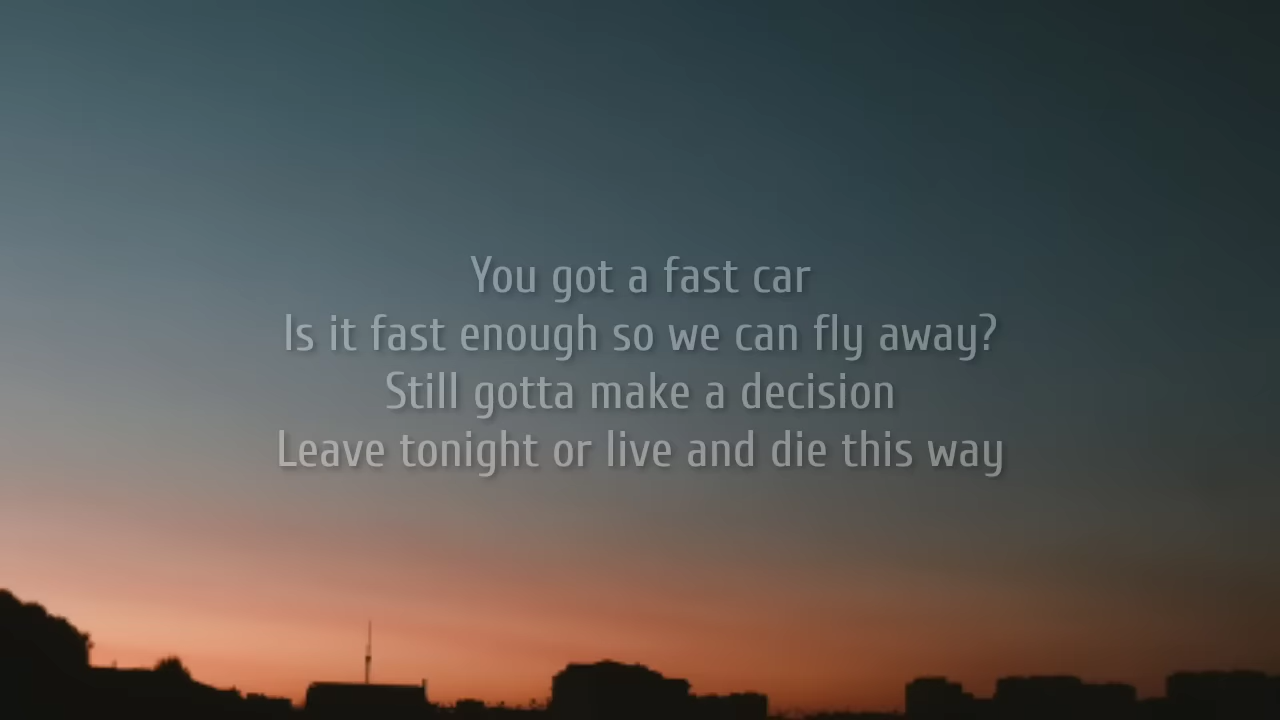 You got a fast car
Is it fast enough so we can fly away?
Still gotta make a decision
Leave tonight or live and die this way